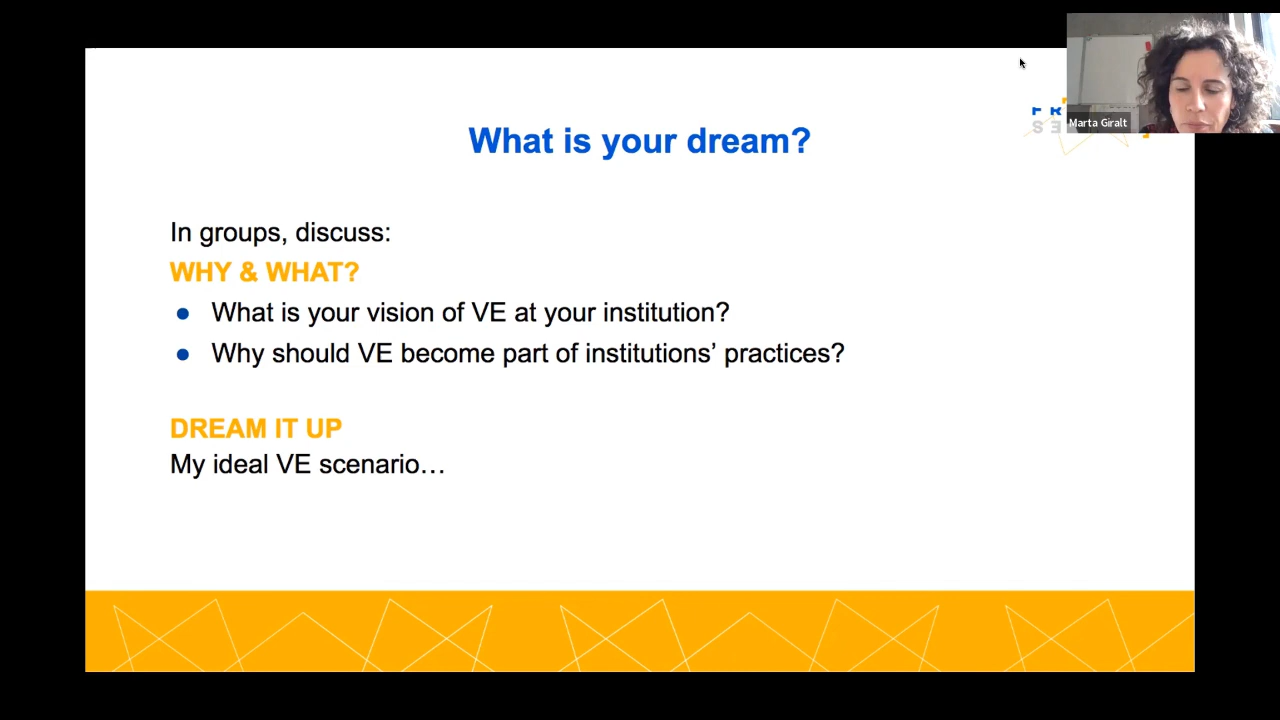 What is your dream?
Marta Giralt
In groups, discuss:
WHY & WHAT?
● What is your vision of VE at your institution?
● Why should VE become part of institutions’ practices?
DREAM IT UP
My ideal VE scenario…